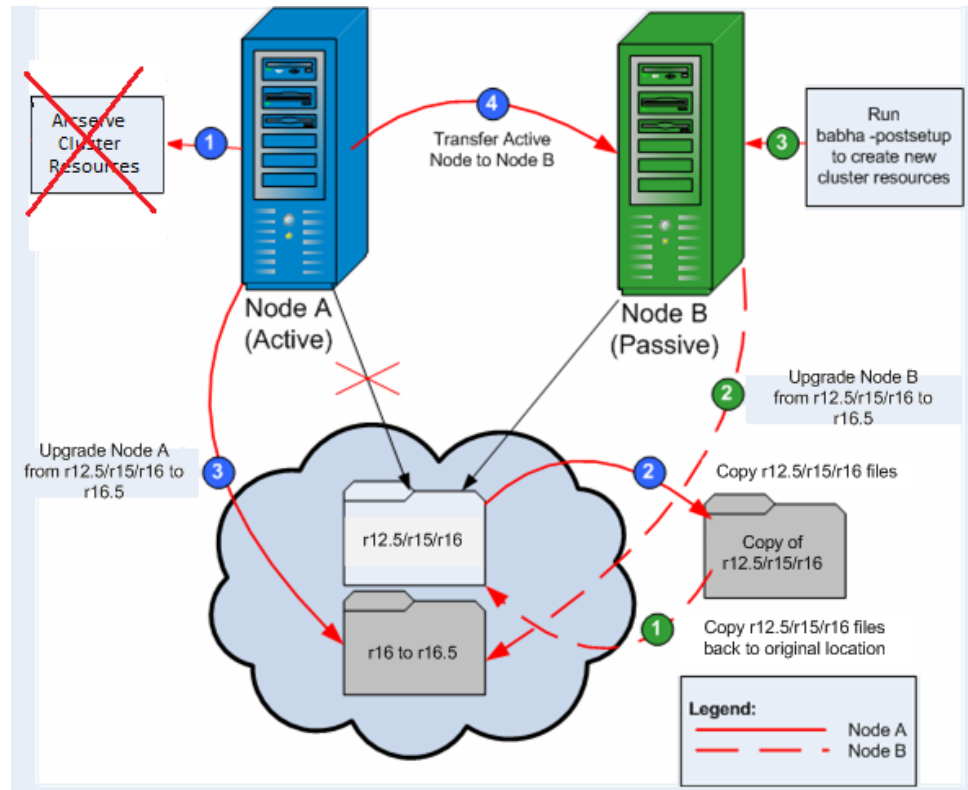 Arcserve
Cluster
Resources
1
4
Transfer Active
Node to Node B
3
Run
babha -postsetup
to create new
cluster resources
Node A
(Active)
Node B
(Passive)
2
Upgrade Node B
from r12.5/r15/r16 to
r16.5
Upgrade Node A
from r12.5/r15/r16 to
r16.5
3
2
Copy r12.5/r15/r16 files
r12.5/r15/r16
Copy of
r12.5/r15/r16
1
Copy r12.5/r15/r16 files
back to original location
r16 to r16.5
Legend:
Node A
Node B